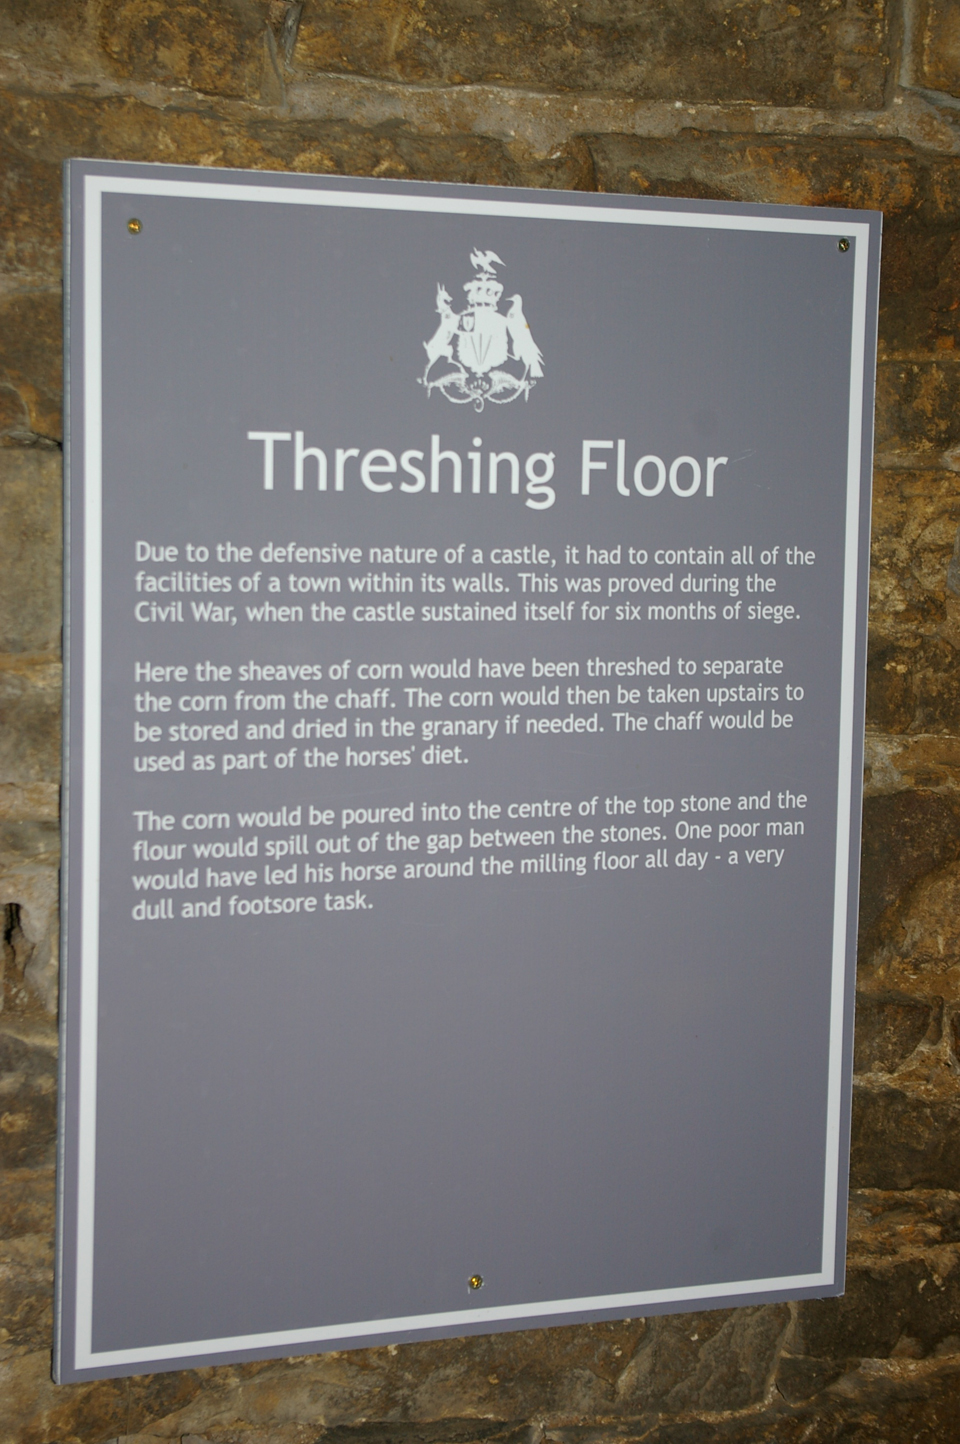 Threshing Floor
Due to the defensive nature of a castle, it had to contain all of the
facilities of a town within its walls. This was proved during the
Civil War, when the castle sustained itself for six months of siege.
Here the sheaves of corn would have been threshed to separate
the corn from the chaff. The corn would then be taken upstairs to
be stored and dried in the granary if needed. The chaff would be
used as part of the horses' diet.
The corn would be poured into the centre of the top stone and the
flour would spill out of the gap between the stones. One poor man
would have led his horse around the milling floor all day - a very
dull and footsore task.